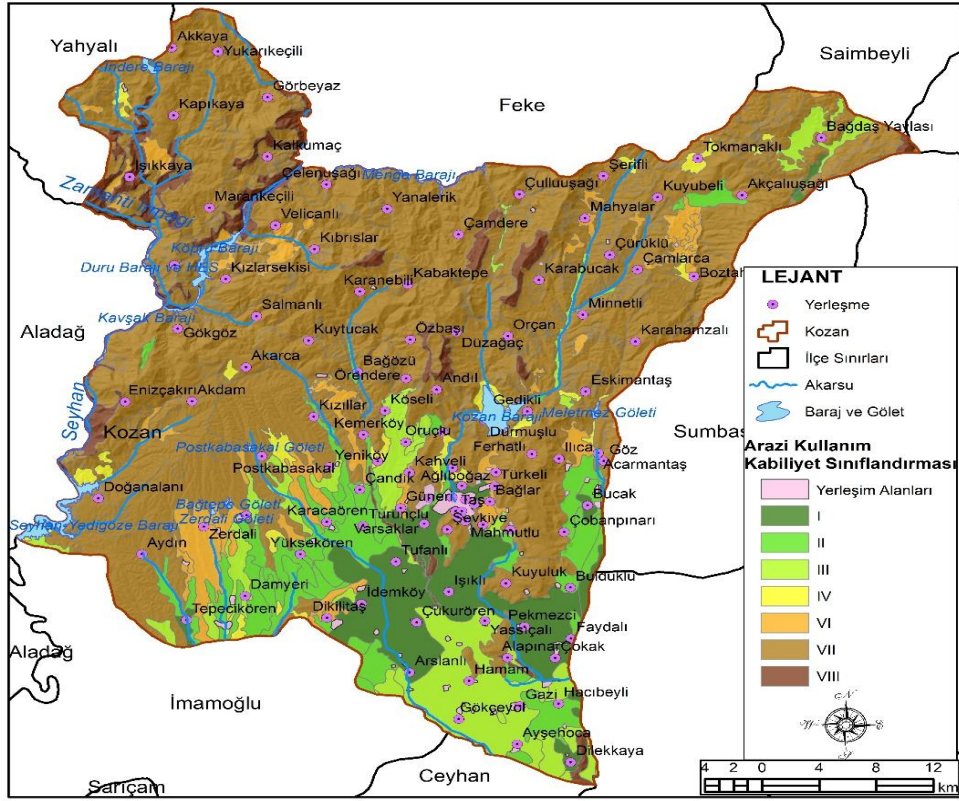 Yahyalı
Akkaya
Yukarıkeçili
Saimbeyli
Görbeyaz
Feke
Kapıkaya
Bağdaş Yaylası
Tokmanaklı
Kalkumaç
Işıkkaya
Çelenuşağı
Menge Barajı
Şerifli
Zamantı Irmağı
Marankeçili
Yanalerik
Çulluuşağı
Kuyubeli
Akçalıuşağı
Velicanlı
Çamdere
Mahyalar
Köprü Barajı
Kıbrıslar
Çürüklü
Duru Barajı ve HES
Kızlarsekisi
Karanebili
Kabaktepe
Karabucak
Çamlarca
Kavşak Barajı
Salmanlı
Minnetli
Aladağ
Gökgöz
Kuytucak
Özbaşı
Düzağaç
Orçan
Karahamzalı
Akarca
Bağözü
Örendere
Andıl
Eskimantaş
Seyhan
Enizçakırı
Akdam
Köseli
Gedikli
Kızıllar
Kozan Barajı
Meletmez Göleti
Kozan
Kemerköy
Oruçlu
Durmuşlu
Sumbas
Postkabasakal Göleti
Yeniköy
Kahveli
Ferhatlı
Ilıca
Göz
Postkabasakal
Acarmantaş
Çandık
Ağlıboğaz
Türkeli
Doğanalanı
Güneri
Taş
Bağlar
Bucak
Bağtepe Göleti
Zerdali Göleti
Karacaören
Turunçlu
Şevkiye
Çobanpınarı
Seyhan-Yedigöze Barajı
Zerdali
Varsaklar
Mahmutlu
Aydın
Yüksekören
Tufanlı
Damyeri
Işıklı
Kuyuluk
Bulduklu
Tepecikören
Dikilitaş
İdemköy
Çukurören
Pekmezci
Yassıçalı
Faydalı
Aladağ
Alapınar
Çokak
Arslanlı
Hamam
İmamoğlu
Gökçeyol
Gazi
Hacıbeyli
Ayşehoca
Dilekkaya
Ceyhan
Sarıçam
LEJANT
Yerleşme
Kozan
İlçe Sınırları
Akarsu
Baraj ve Gölet
Arazi Kullanım
Kabiliyet Sınıflandırması
Yerleşim Alanları
I
II
III
IV
VI
VII
VIII
N
W E
S
4 2 0 4 8 12
km